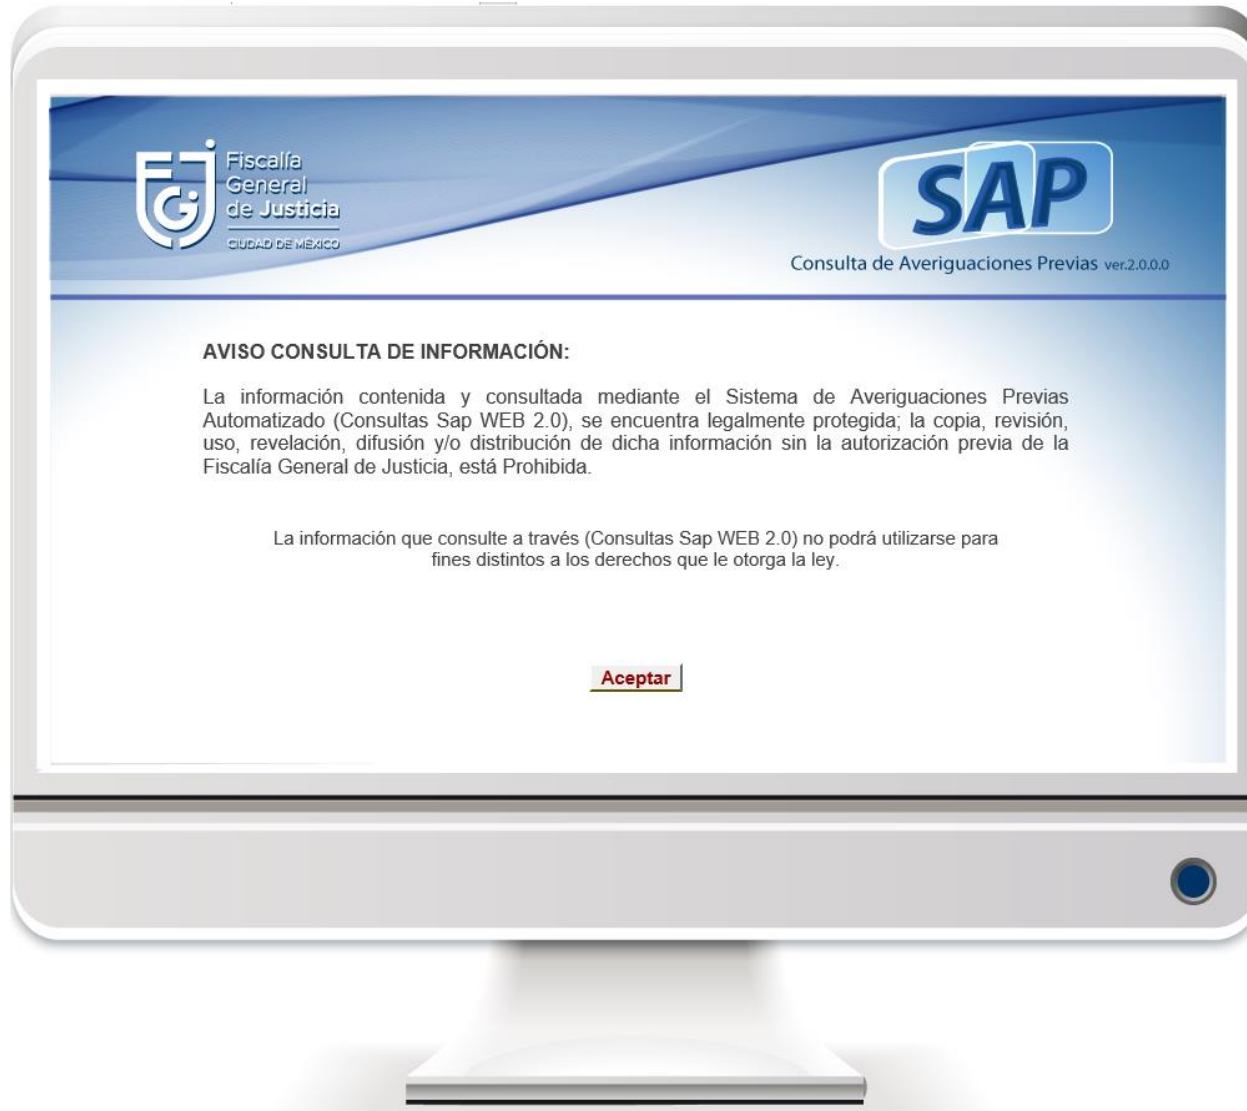 Fiscalía
General
de Justicia
CIUDAD DE MÉXICO
SAP
Consulta de Averiguaciones Previas ver.2.0.0.0
AVISO CONSULTA DE INFORMACIÓN:
La información contenida y consultada mediante el Sistema de Averiguaciones Previas
Automatizado (Consultas Sap WEB 2.0), se encuentra legalmente protegida; la copia, revisión,
uso, revelación, difusión y/o distribución de dicha información sin la autorización previa de la
Fiscalía General de Justicia, está Prohibida.
La información que consulte a través (Consultas Sap WEB 2.0) no podrá utilizarse para
fines distintos a los derechos que le otorga la ley.
Aceptar